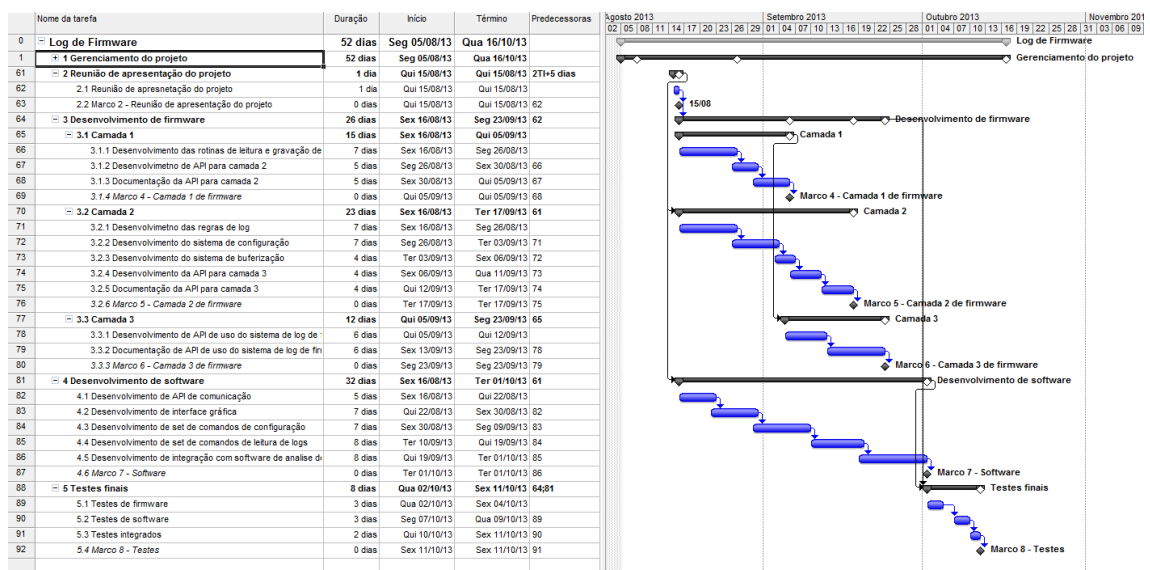 Nome da tarefa Duração Início Término Predecessoras Agosto 2013 Setembro 2013 Outubro 2013 Novembro 201
02 05 08 11 14 17 20 23 26 29 01 04 07 10 13 16 19 22 25 28 01 04 07 10 13 16 19 22 25 28 31 03 06 09
0 Log de Firmware 52 dias Seg 05/08/13 Qua 16/10/13 Log de Firmware
1 1 Gerenciamento do projeto 52 dias Seg 05/08/13 Qua 16/10/13 Gerenciamento do projeto
61 2 Reunião de apresentação do projeto 1 dia Qui 15/08/13 Qui 15/08/13 2TI+5 dias
62 2.1 Reunião de apresnetação do projeto 1 dia Qui 15/08/13 Qui 15/08/13
63 2.2 Marco 2 - Reunião de apresentação do projeto 0 dias Qui 15/08/13 Qui 15/08/13 62 15/08
64 3 Desenvolvimento de firmware 26 dias Sex 16/08/13 Seg 23/09/13 62 Desenvolvimento de firmware
65 3.1 Camada 1 15 dias Sex 16/08/13 Qui 05/09/13 Camada 1
66 3.1.1 Desenvolvimento das rotinas de leitura e gravação de 7 dias Sex 16/08/13 Seg 26/08/13
67 3.1.2 Desenvolvimetno de API para camada 2 5 dias Seg 26/08/13 Sex 30/08/13 66
68 3.1.3 Documentação da API para camada 2 5 dias Sex 30/08/13 Qui 05/09/13 67
69 3.1.4 Marco 4 - Camada 1 de firmware 0 dias Qui 05/09/13 Qui 05/09/13 68 Marco 4 - Camada 1 de firmware
70 3.2 Camada 2 23 dias Sex 16/08/13 Ter 17/09/13 61 Camada 2
71 3.2.1 Desenvolvimetno das regras de log 7 dias Sex 16/08/13 Seg 26/08/13
72 3.2.2 Desenvolvimento do sistema de configuração 7 dias Seg 26/08/13 Ter 03/09/13 71
73 3.2.3 Desenvolvimento do sistema de buferização 4 dias Ter 03/09/13 Sex 06/09/13 72
74 3.2.4 Desenvolvimento da API para camada 3 4 dias Sex 06/09/13 Qua 11/09/13 73
75 3.2.5 Documentação da API para camada 3 4 dias Qui 12/09/13 Ter 17/09/13 74
76 3.2.6 Marco 5 - Camada 2 de firmware 0 dias Ter 17/09/13 Ter 17/09/13 75 Marco 5 - Camada 2 de firmware
77 3.3 Camada 3 12 dias Qui 05/09/13 Seg 23/09/13 65 Camada 3
78 3.3.1 Desenvolvimento de API de uso do sistema de log de 6 dias Qui 05/09/13 Qui 12/09/13
79 3.3.2 Documentação de API de uso do sistema de log de fir 6 dias Sex 13/09/13 Seg 23/09/13 78
80 3.3.3 Marco 6 - Camada 3 de firmware 0 dias Seg 23/09/13 Seg 23/09/13 79 Marco 6 - Camada 3 de firmware
81 4 Desenvolvimento de software 32 dias Sex 16/08/13 Ter 01/10/13 61 Desenvolvimento de software
82 4.1 Desenvolvimento de API de comunicação 5 dias Sex 16/08/13 Qui 22/08/13
83 4.2 Desenvolvimento de interface gráfica 7 dias Qui 22/08/13 Sex 30/08/13 82
84 4.3 Desenvolvimento de set de comandos de configuração 7 dias Sex 30/08/13 Seg 09/09/13 83
85 4.4 Desenvolvimento de set de comandos de leitura de logs 8 dias Ter 10/09/13 Qui 19/09/13 84
86 4.5 Desenvolvimento de integração com software de analise d 8 dias Qui 19/09/13 Ter 01/10/13 85
87 4.6 Marco 7 - Software 0 dias Ter 01/10/13 Ter 01/10/13 86 Marco 7 - Software
88 5 Testes finais 8 dias Qua 02/10/13 Sex 11/10/13 64;81 Testes finais
89 5.1 Testes de firmware 3 dias Qua 02/10/13 Sex 04/10/13
90 5.2 Testes de software 3 dias Seg 07/10/13 Qua 09/10/13 89
91 5.3 Testes integrados 2 dias Qui 10/10/13 Sex 11/10/13 90
92 5.4 Marco 8 - Testes 0 dias Sex 11/10/13 Sex 11/10/13 91 Marco 8 - Testes